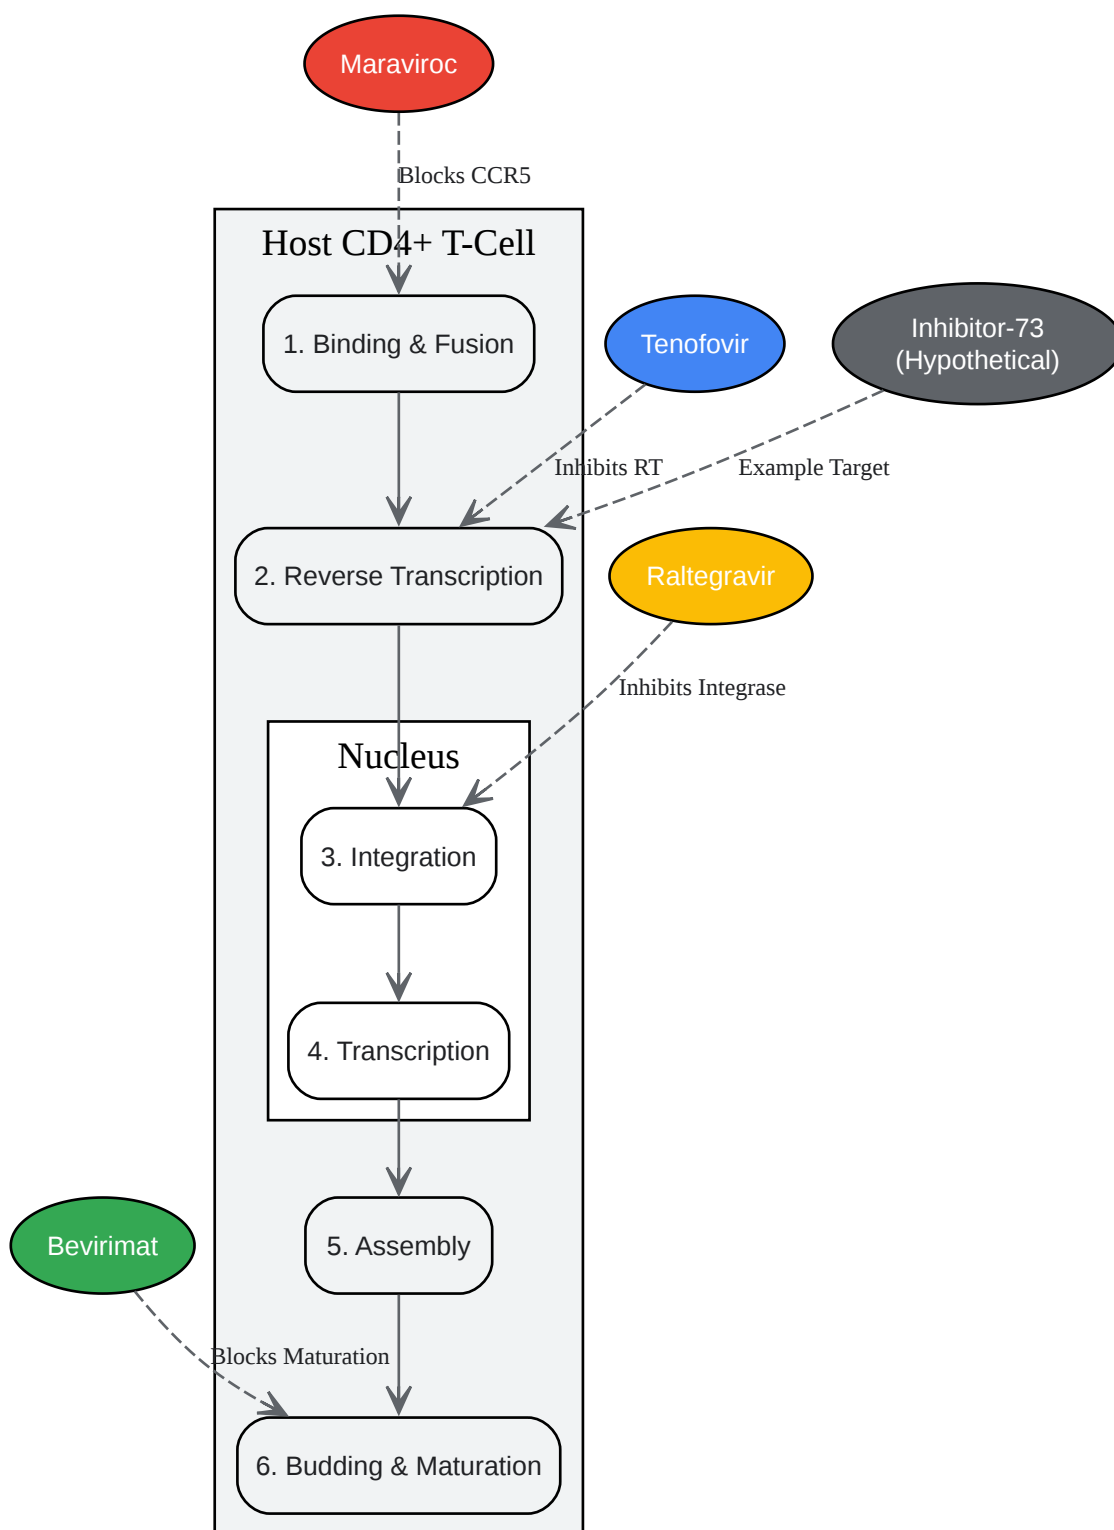 Maraviroc
Blocks CCR5
Host CD4+ T-Cell
1. Binding & Fusion
Tenofovir
Inhibitor-73
(Hypothetical)
Inhibits RT
Example Target
2. Reverse Transcription
Raltegravir
Inhibits Integrase
Nucleus
3. Integration
4. Transcription
Bevirimat
5. Assembly
Blocks Maturation
6. Budding & Maturation